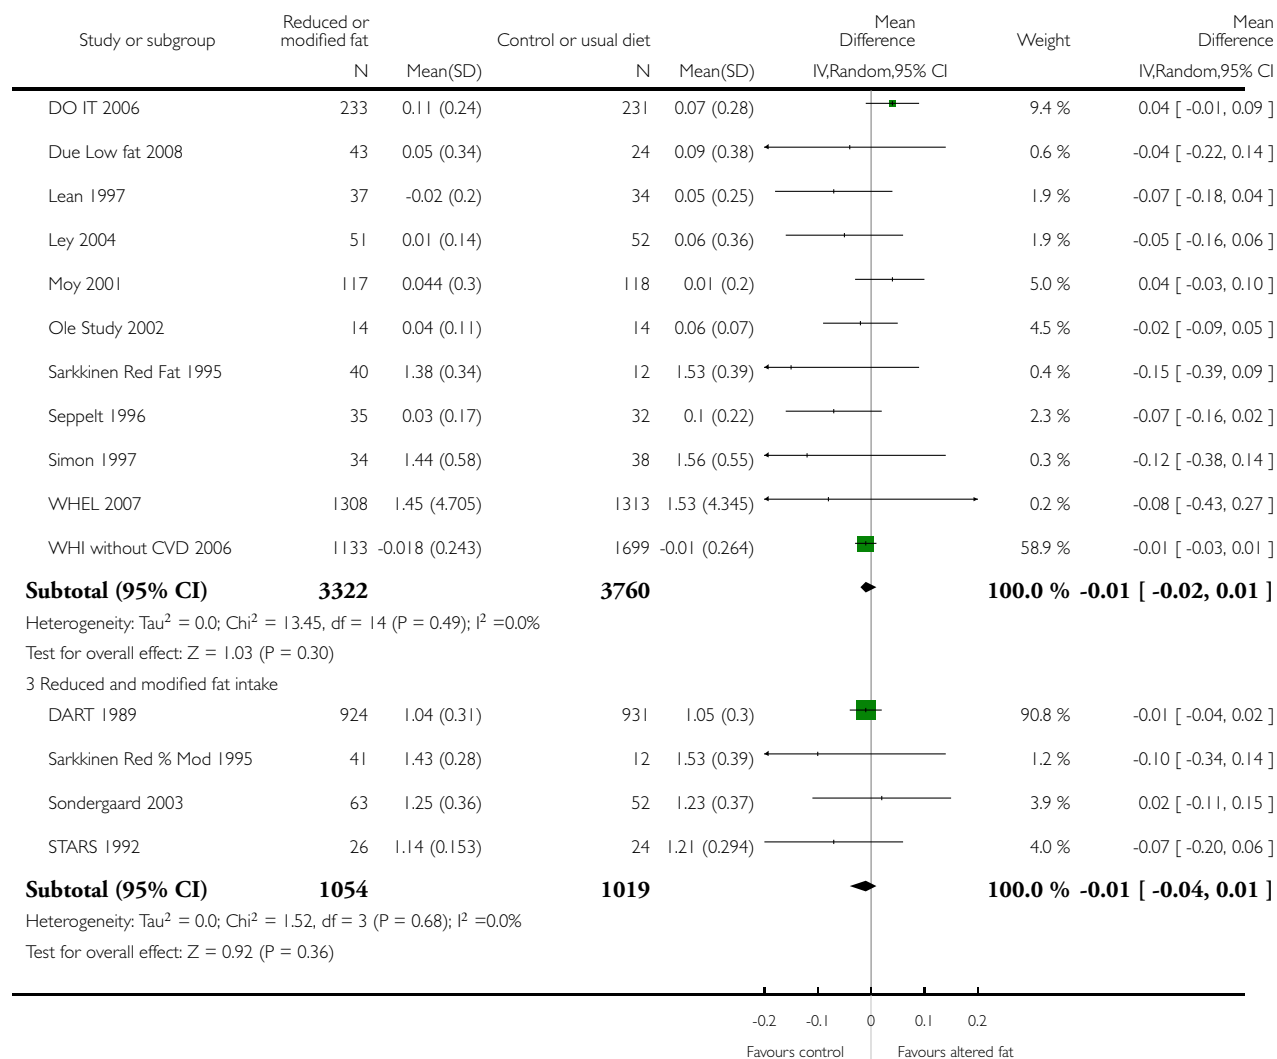 Study or subgroup Reduced or modified fat Control or usual diet Mean Difference Weight Mean Difference
N Mean(SD) N Mean(SD) IV,Random,95% CI IV,Random,95% CI
DO IT 2006 233 0.11 (0.24) 231 0.07 (0.28) 9.4 % 0.04 [ -0.01, 0.09 ]
Due Low fat 2008 43 0.05 (0.34) 24 0.09 (0.38) 0.6 % -0.04 [ -0.22, 0.14 ]
Lean 1997 37 -0.02 (0.2) 34 0.05 (0.25) 1.9 % -0.07 [ -0.18, 0.04 ]
Ley 2004 51 0.01 (0.14) 52 0.06 (0.36) 1.9 % -0.05 [ -0.16, 0.06 ]
Moy 2001 117 0.044 (0.3) 118 0.01 (0.2) 5.0 % 0.04 [ -0.03, 0.10 ]
Ole Study 2002 14 0.04 (0.11) 14 0.06 (0.07) 4.5 % -0.02 [ -0.09, 0.05 ]
Sarkkinen Red Fat 1995 40 1.38 (0.34) 12 1.53 (0.39) 0.4 % -0.15 [ -0.39, 0.09 ]
Seppelt 1996 35 0.03 (0.17) 32 0.1 (0.22) 2.3 % -0.07 [ -0.16, 0.02 ]
Simon 1997 34 1.44 (0.58) 38 1.56 (0.55) 0.3 % -0.12 [ -0.38, 0.14 ]
WHEL 2007 1308 1.45 (4.705) 1313 1.53 (4.345) 0.2 % -0.08 [ -0.43, 0.27 ]
WHI without CVD 2006 1133 -0.018 (0.243) 1699 -0.01 (0.264) 58.9 % -0.01 [ -0.03, 0.01 ]
Subtotal (95% CI) 3322 3760 100.0 % -0.01 [ -0.02, 0.01 ]
Heterogeneity: Tau² = 0.0; Chi² = 13.45, df = 14 (P = 0.49); I² =0.0%
Test for overall effect: Z = 1.03 (P = 0.30)
3 Reduced and modified fat intake
DART 1989 924 1.04 (0.31) 931 1.05 (0.3) 90.8 % -0.01 [ -0.04, 0.02 ]
Sarkkinen Red % Mod 1995 41 1.43 (0.28) 12 1.53 (0.39) 1.2 % -0.10 [ -0.34, 0.14 ]
Sondergaard 2003 63 1.25 (0.36) 52 1.23 (0.37) 3.9 % 0.02 [ -0.11, 0.15 ]
STARS 1992 26 1.14 (0.153) 24 1.21 (0.294) 4.0 % -0.07 [ -0.20, 0.06 ]
Subtotal (95% CI) 1054 1019 100.0 % -0.01 [ -0.04, 0.01 ]
Heterogeneity: Tau² = 0.0; Chi² = 1.52, df = 3 (P = 0.68); I² =0.0%
Test for overall effect: Z = 0.92 (P = 0.36)
-0.2 -0.1 0 0.1 0.2
Favours control Favours altered fat